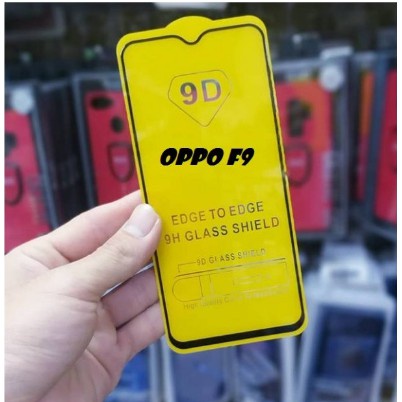 9D
OPPO F9
EDGE TO EDGE
9H GLASS SHIELD
9D GLASS SHIELD